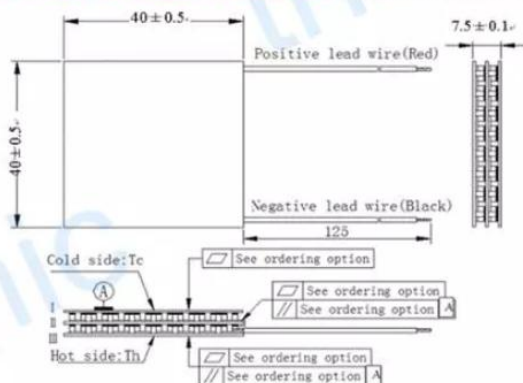 40±0.5
7.5±0.1
Positive lead wire(Red)
40±0.5
Negative lead wire(Black)
125
Cold side:Tc
See ordering option
A
See ordering option
// See ordering option A
I
II
III
Hot side:Th
See ordering option
// See ordering option A